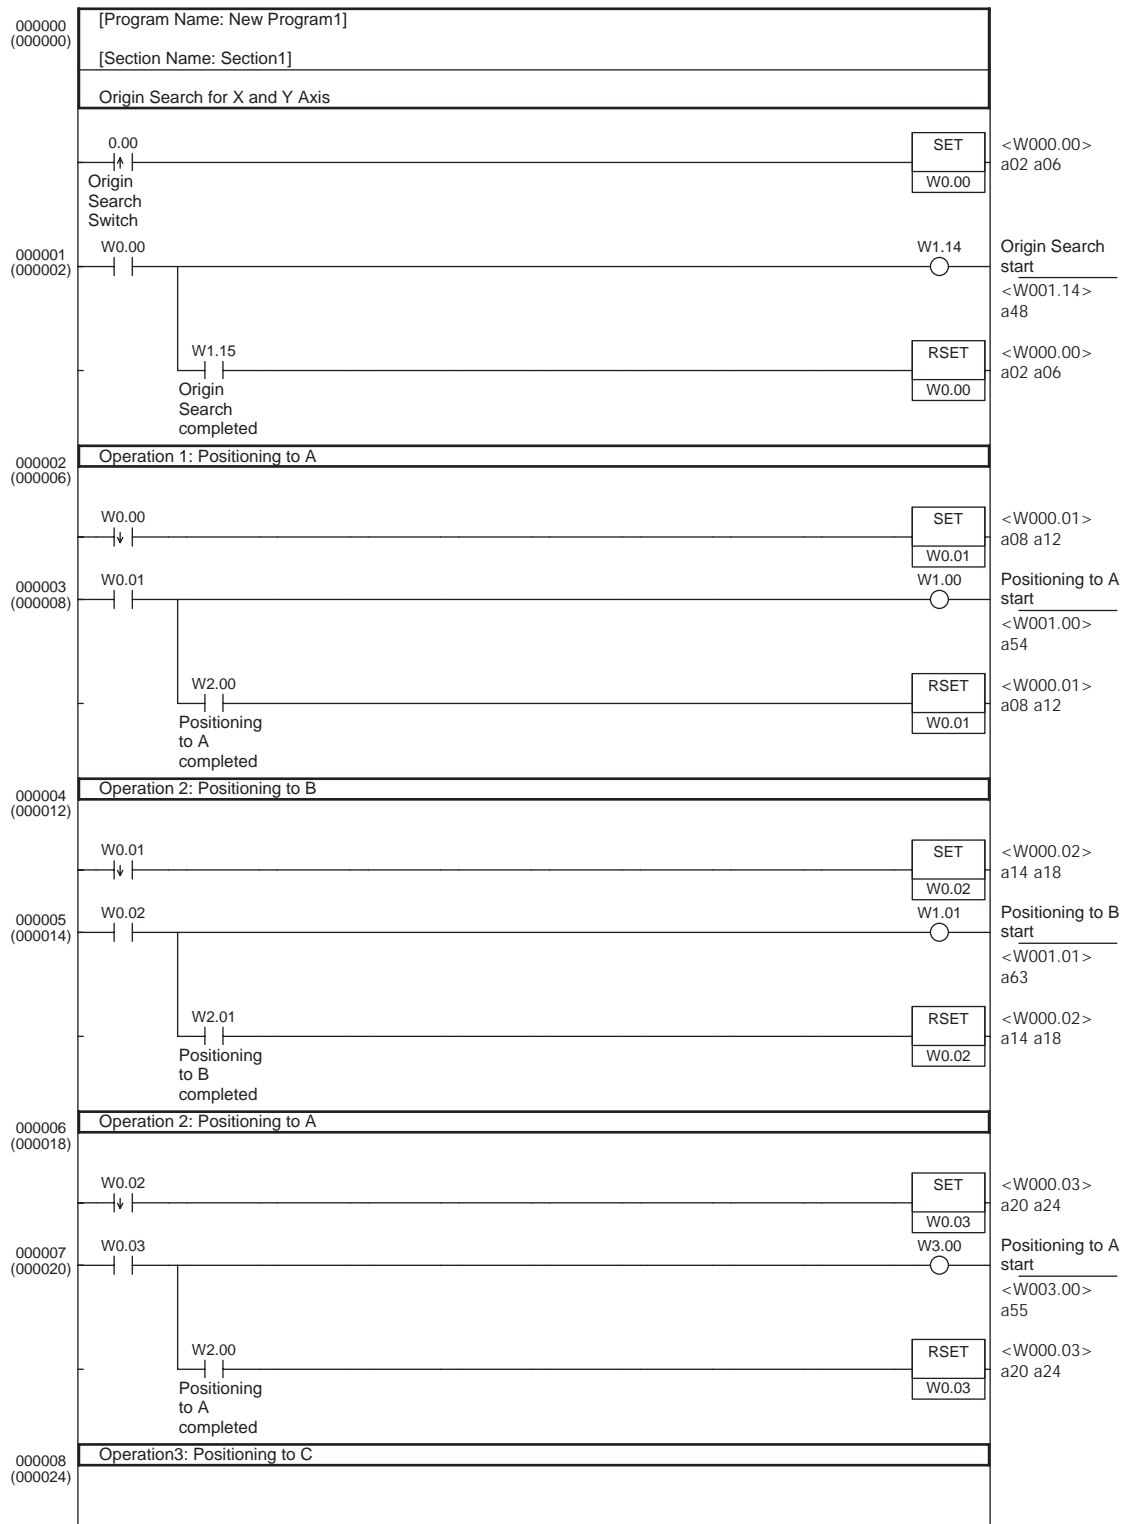 000000
(000000)
[Program Name: New Program1]
[Section Name: Section1]
Origin Search for X and Y Axis
0.00
Origin
Search
Switch
SET
W0.00
<W000.00>
a02 a06
000001
(000002)
W0.00
W1.14
Origin Search
start
<W001.14>
a48
W1.15
Origin
Search
completed
RSET
W0.00
<W000.00>
a02 a06
000002
(000006)
Operation 1: Positioning to A
W0.00
SET
W0.01
<W000.01>
a08 a12
000003
(000008)
W0.01
W1.00
Positioning to A
start
<W001.00>
a54
W2.00
Positioning
to A
completed
RSET
W0.01
<W000.01>
a08 a12
000004
(000012)
Operation 2: Positioning to B
W0.01
SET
W0.02
<W000.02>
a14 a18
000005
(000014)
W0.02
W1.01
Positioning to B
start
<W001.01>
a63
W2.01
Positioning
to B
completed
RSET
W0.02
<W000.02>
a14 a18
000006
(000018)
Operation 2: Positioning to A
W0.02
SET
W0.03
<W000.03>
a20 a24
000007
(000020)
W0.03
W3.00
Positioning to A
start
<W003.00>
a55
W2.00
Positioning
to A
completed
RSET
W0.03
<W000.03>
a20 a24
000008
(000024)
Operation3: Positioning to C